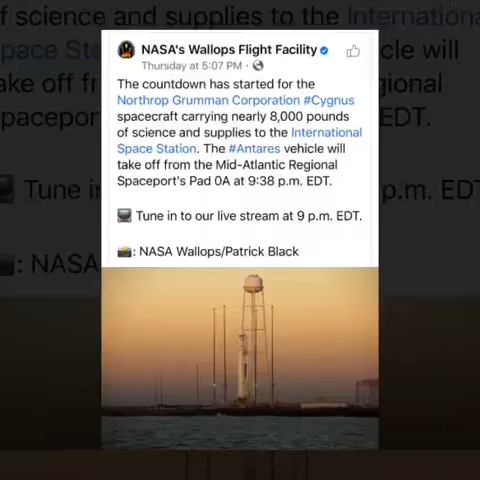 NASA's Wallops Flight Facility
Thursday at 5:07 PM ·
The countdown has started for the
Northrop Grumman Corporation #Cygnus
spacecraft carrying nearly 8,000 pounds
of science and supplies to the International
Space Station. The #Antares vehicle will
take off from the Mid-Atlantic Regional
Spaceport's Pad 0A at 9:38 p.m. EDT.
Tune in to our live stream at 9 p.m. EDT.
: NASA Wallops/Patrick Black